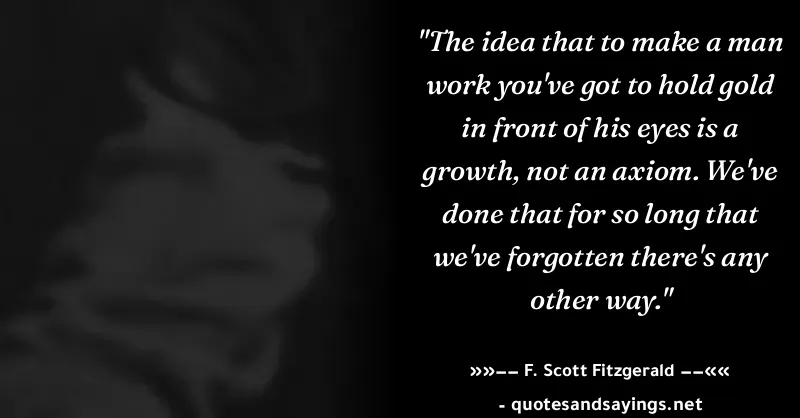 "The idea that to make a man
work you've got to hold gold
in front of his eyes is a
growth, not an axiom. We've
done that for so long that
we've forgotten there's any
other way."
»»–– F. Scott Fitzgerald ––««
- quotesandsayings.net